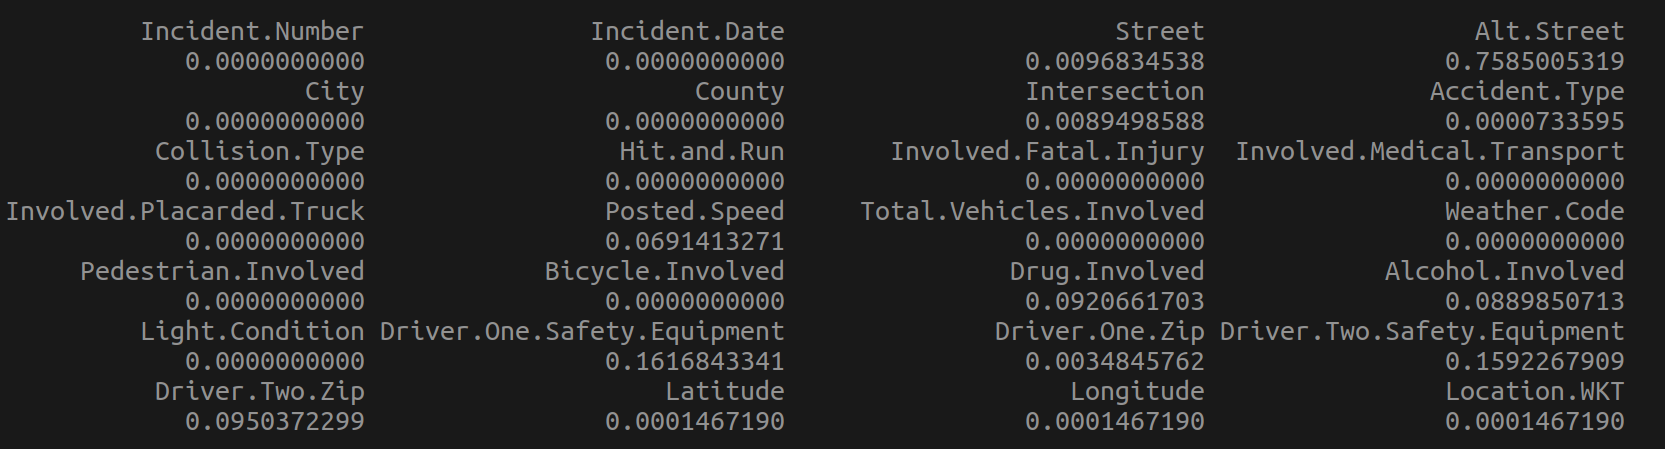 Incident.Number Incident.Date Street Alt.Street
0.0000000000 0.0000000000 0.0096834538 0.7585005319
City County Intersection Accident.Type
0.0000000000 0.0000000000 0.0089498588 0.0000733595
Collision.Type Hit.and.Run Involved.Fatal.Injury Involved.Medical.Transport
0.0000000000 0.0000000000 0.0000000000 0.0000000000
Involved.Placarded.Truck Posted.Speed Total.Vehicles.Involved Weather.Code
0.0000000000 0.0691413271 0.0000000000 0.0000000000
Pedestrian.Involved Bicycle.Involved Drug.Involved Alcohol.Involved
0.0000000000 0.0000000000 0.0920661703 0.0889850713
Light.Condition Driver.One.Safety.Equipment Driver.One.Zip Driver.Two.Safety.Equipment
0.0000000000 0.1616843341 0.0034845762 0.1592267909
Driver.Two.Zip Latitude Longitude Location.WKT
0.0950372299 0.0001467190 0.0001467190 0.0001467190